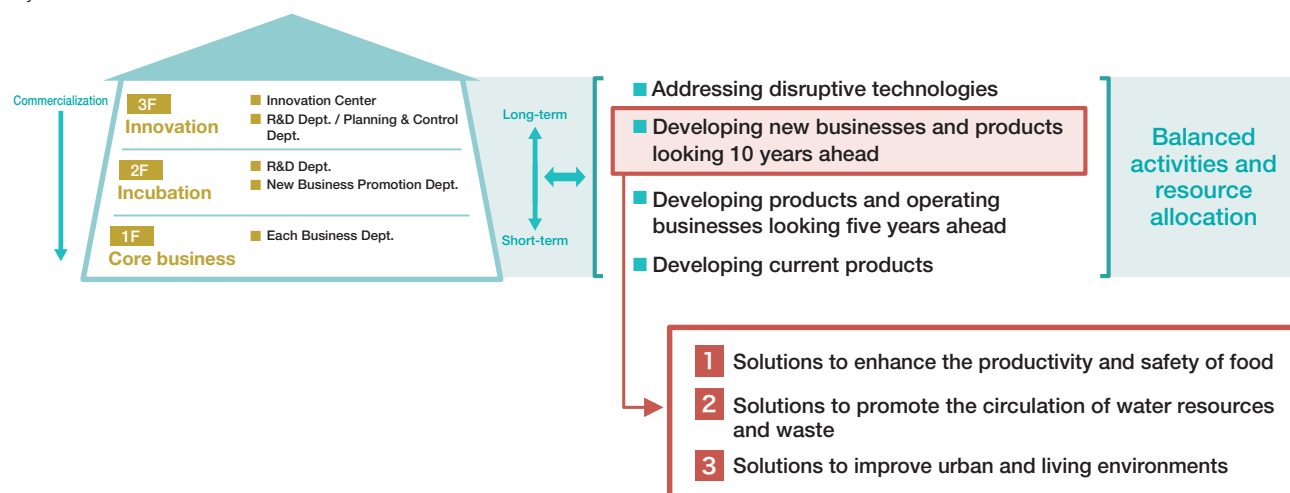 Commercialization
3F
Innovation
Innovation Center
R&D Dept. / Planning & Control
Dept.
2F
Incubation
R&D Dept.
New Business Promotion Dept.
1F
Core business
Each Business Dept.
Long-term
Short-term
Addressing disruptive technologies
Developing new businesses and products
looking 10 years ahead
Developing products and operating
businesses looking five years ahead
Developing current products
Balanced
activities and
resource
allocation
1 Solutions to enhance the productivity and safety of food
2 Solutions to promote the circulation of water resources
and waste
3 Solutions to improve urban and living environments